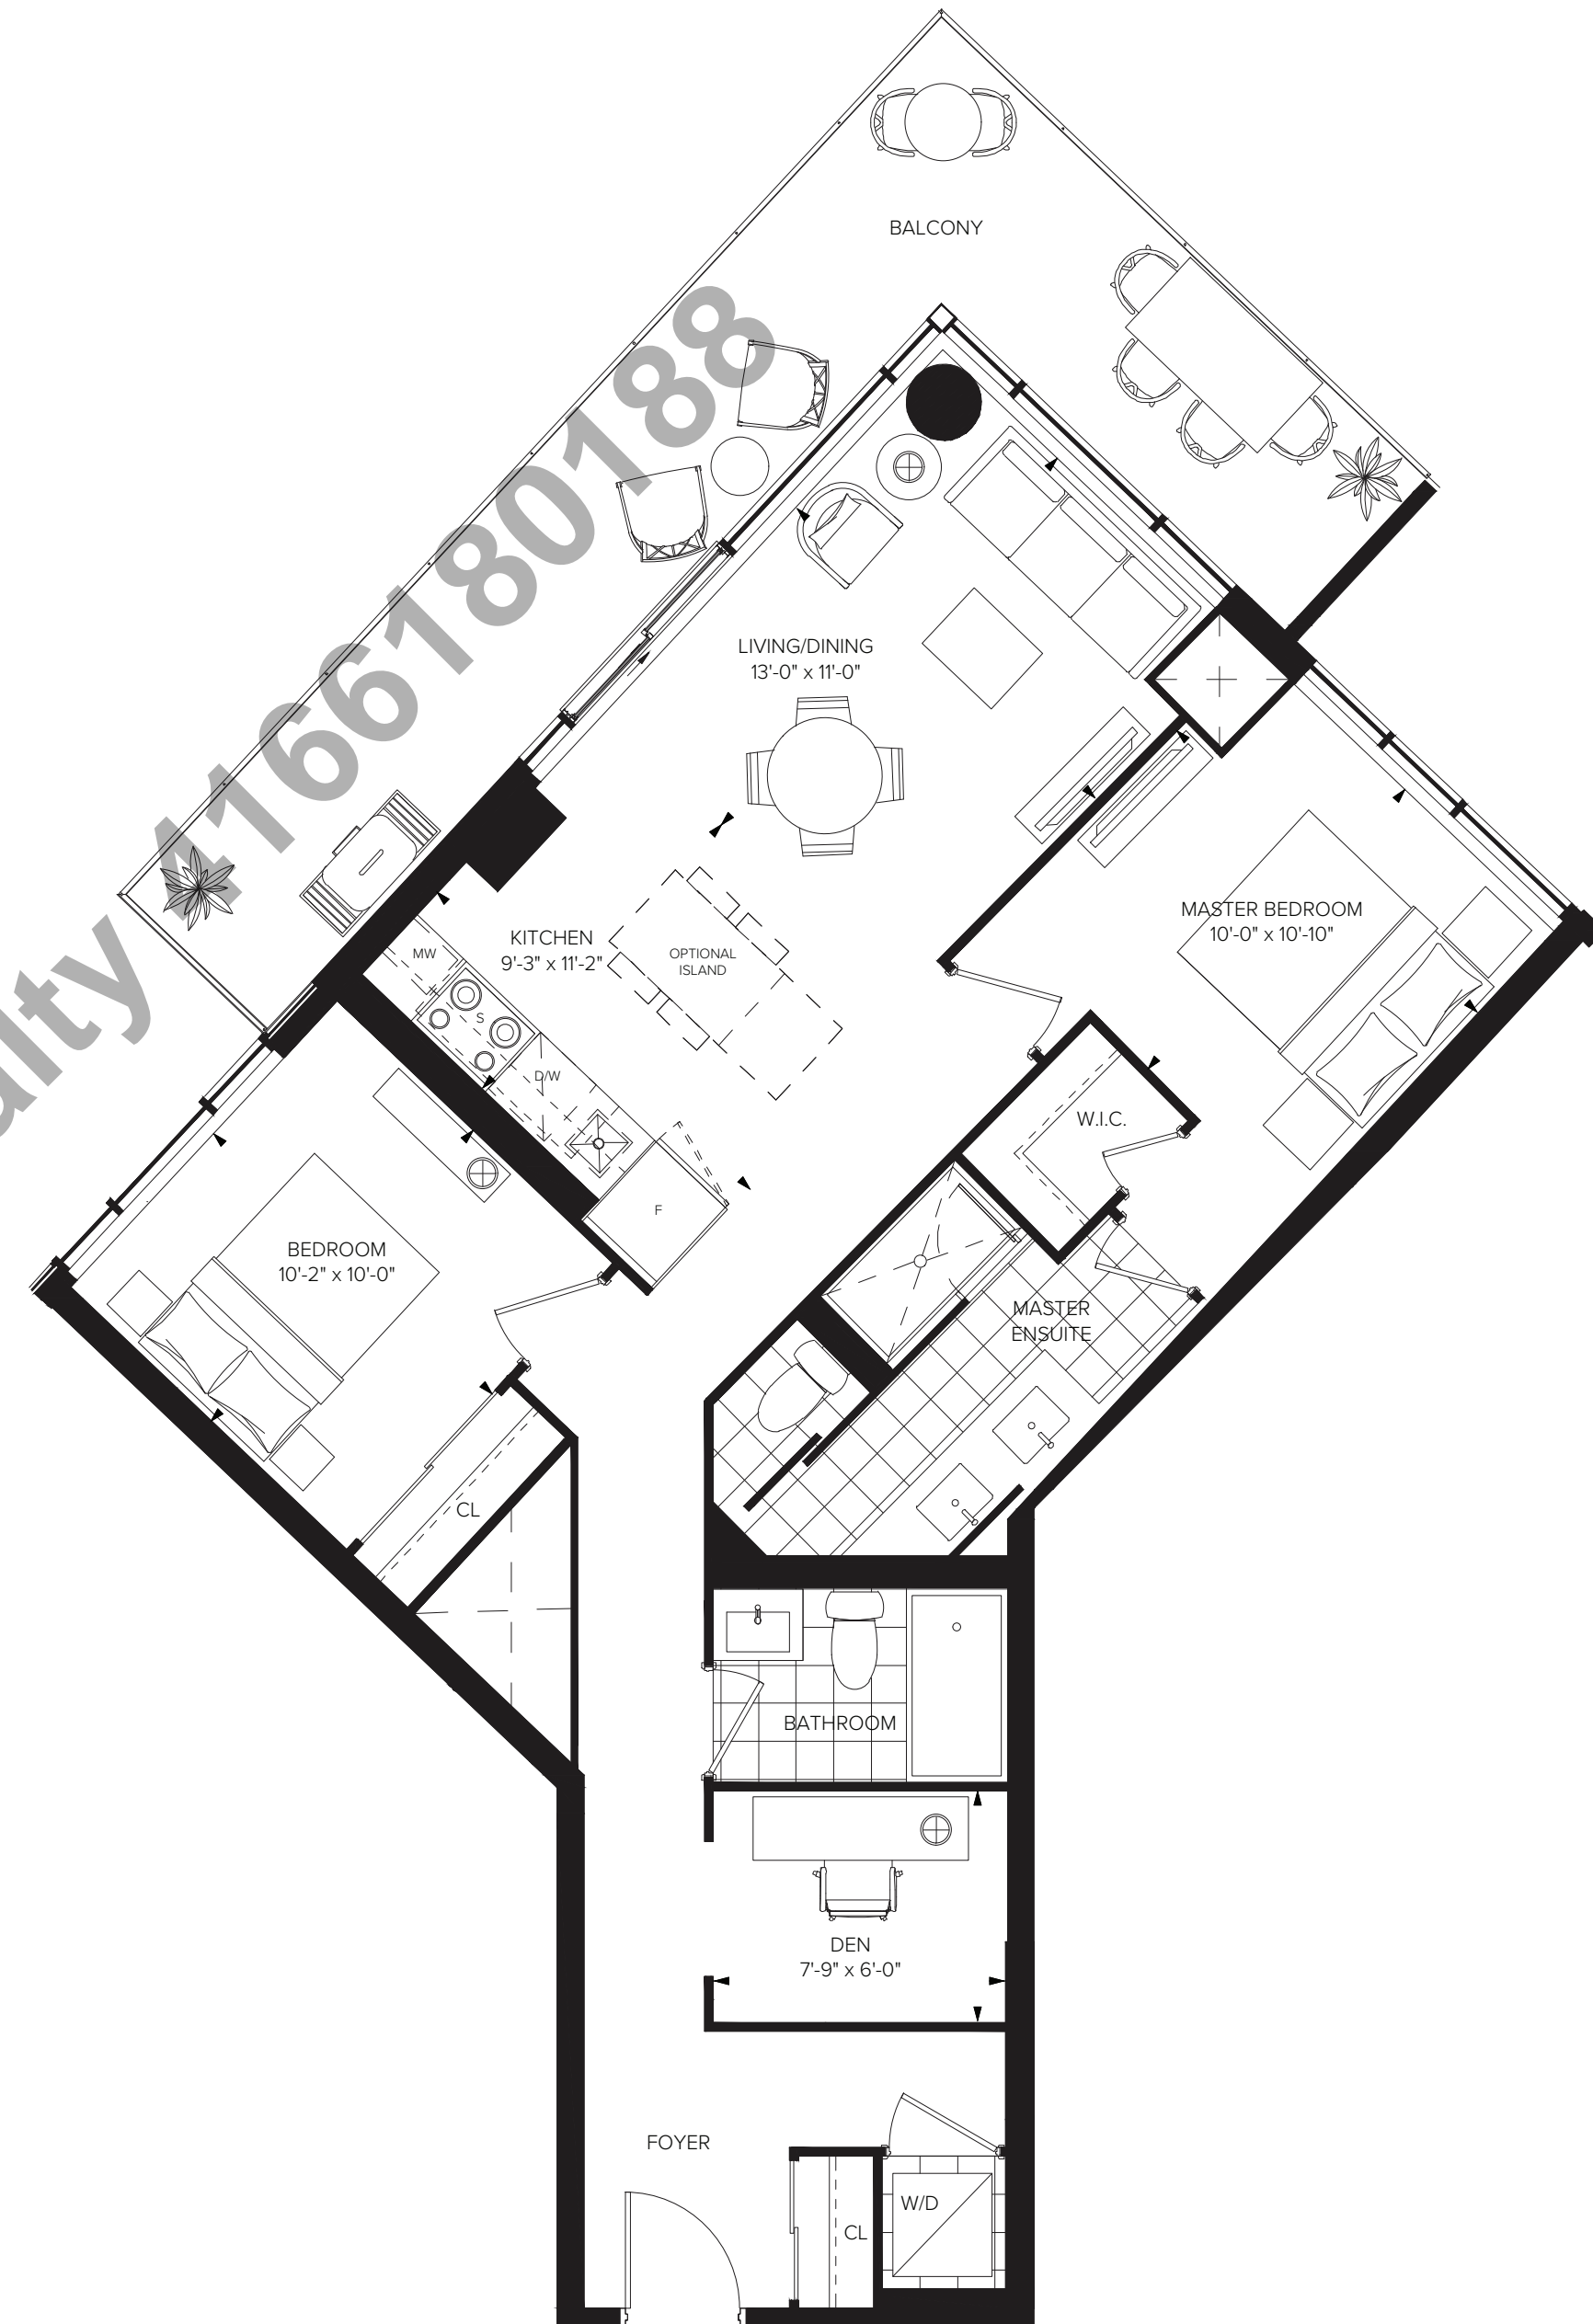 BALCONY
LIVING/DINING
13'-0" x 11'-0"
MASTER BEDROOM
10'-0" x 10'-10"
KITCHEN
9'-3" x 11'-2"
OPTIONAL
ISLAND
MW
S
D/W
F
W.I.C.
BEDROOM
10'-2" x 10'-0"
MASTER
ENSUITE
CL
BATHROOM
DEN
7'-9" x 6'-0"
FOYER
W/D
CL
alty 4166180188